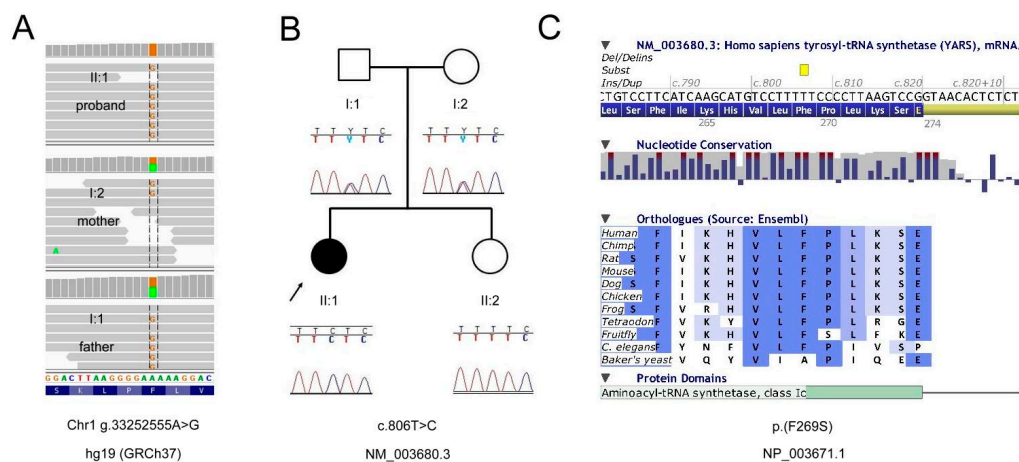 A
II:1
G
G
proband
G
G
G
G
I:2
G
G
mother
A
I:1
G
father
G
G
G
G G A C T T A A G G G G A A A A A G G A C
S K L P F L V
Chr1 g.33252555A>G
hg19 (GRCh37)
B
I:1 I:2
T T Y T C T T Y T C
T T Y T C T T Y T C
II:1 II:2
T T C T C T T T T C
T T C T C T T T T C
c.806T>C
NM_003680.3
C
NM_003680.3: Homo sapiens tyrosyl-tRNA synthetase (YARS), mRNA.
Del/Delins
Subst
Ins/Dup c.790 c.800 c.810 c.820 c.820+10
CTGTCCTTCATCAAGCATGTCCTTTTTCCCCTTAAGTCCGGTAACACTCTCT
Leu Ser Phe Ile Lys His Val Leu Phe Pro Leu Lys Ser E
265 270 274
Nucleotide Conservation
Orthologues (Source: Ensembl)
Human F I K H V L F P L K S E
Chimp F I K H V L F P L K S E
Rat S F V K H V L F P L K S E
Mouse F I K H V L F P L K S E
Dog S F I K H V L F P L K S E
Chicken F I K H V L F P L K S E
Frog S F V R H V L F P L K S E
Tetraodon F V K Y V L F P L R G E
Fruitfly F V K H V L F S L F K E
C. elegans F Y N F V L F P I V S P
Baker's yeast V Q Y V I A P I Q E E
Protein Domains
Aminoacyl-tRNA synthetase, class Ic
p.(F269S)
NP_003671.1